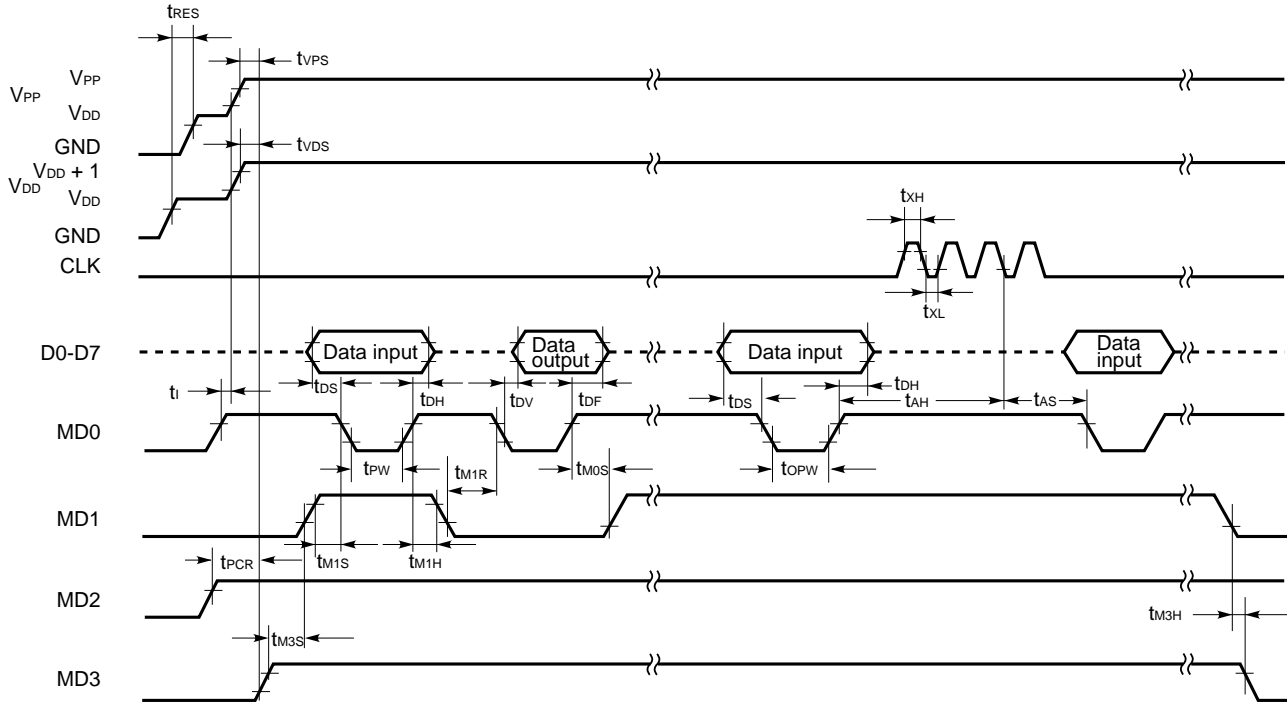 tRES
tVPS
VPP
VPP
VDD
GND
tVDS
VDD + 1
VDD
VDD
GND
CLK
tXH
tXL
D0-D7
Data input
Data output
Data input
Data input
tI
tDS
tDH
tDV
tDF
tDS
tDH
tAH
tAS
MD0
tPW
tM1R
tM0S
tOPW
MD1
tM1S
tM1H
tPCR
MD2
tM3S
tM3H
MD3